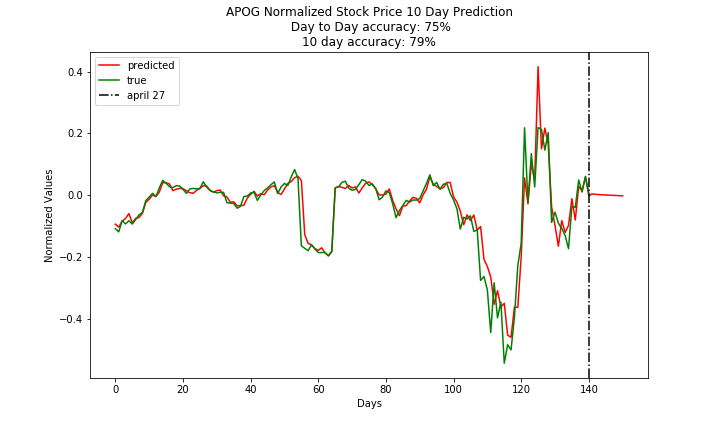 APOG Normalized Stock Price 10 Day Prediction
Day to Day accuracy: 75%
10 day accuracy: 79%
predicted
true
april 27
Normalized Values
0.4
0.2
0.0
−0.2
−0.4
0 20 40 60 80 100 120 140
Days